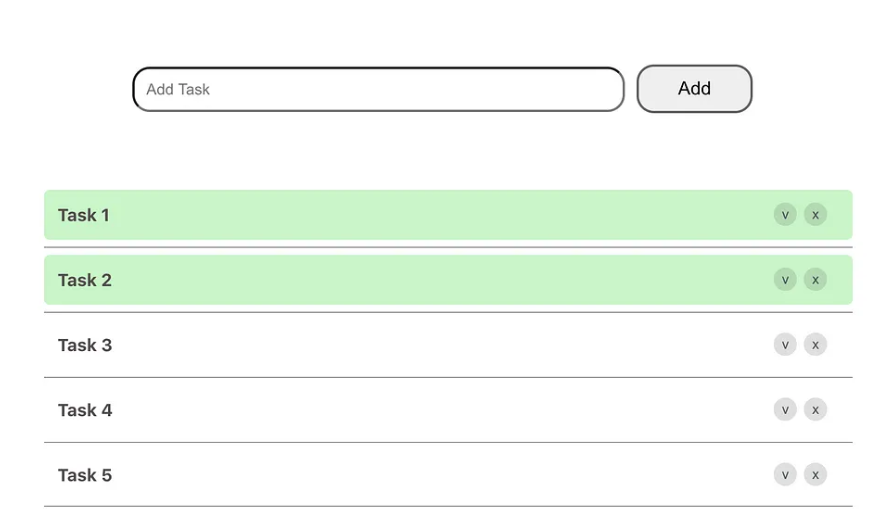 Add Task Add
Task 1 v x
Task 2 v x
Task 3 v x
Task 4 v x
Task 5 v x